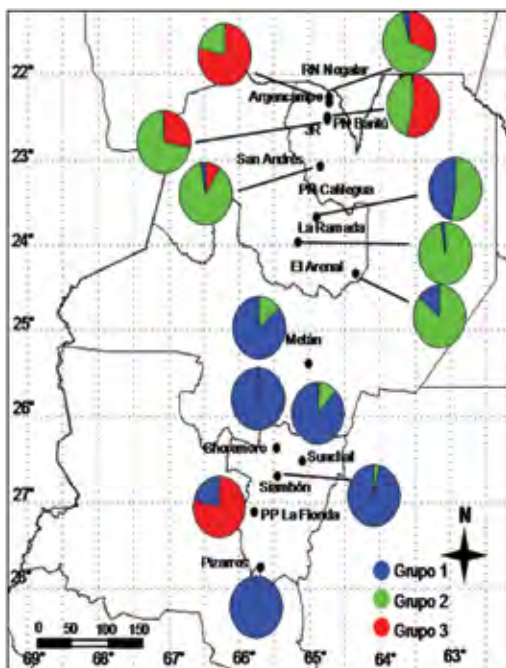 22°
23°
24°
25°
26°
27°
28°
RN Nogalar
Argencampo
PN Baritú
JR
San Andrés
PN Calilegua
La Ramada
El Arenal
Metán
Choromoro
Sunchal
Siambón
PP La Florida
Pizarros
N
Grupo 1
Grupo 2
Grupo 3
0 50 100 150
69° 68° 67° 66° 65° 64° 63°